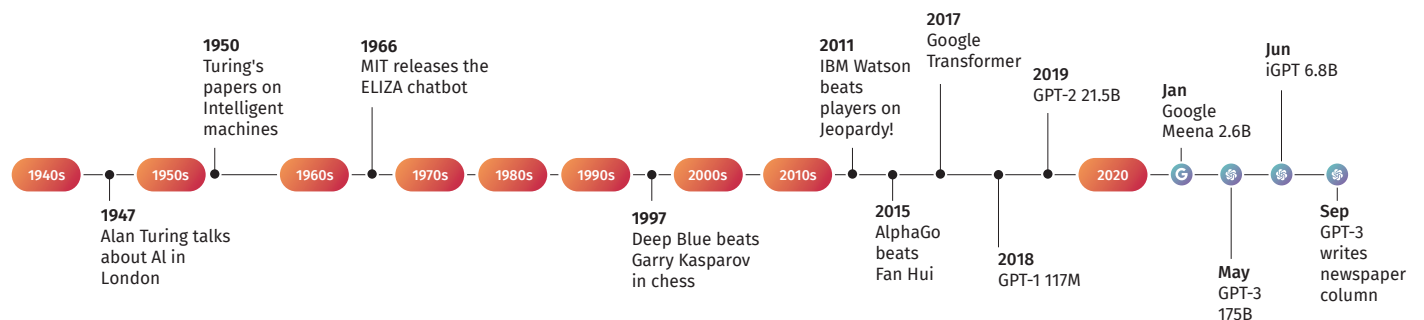 1940s
1947
Alan Turing talks
about AI in
London
1950s
1950
Turing's
papers on
Intelligent
machines
1960s
1966
MIT releases the
ELIZA chatbot
1970s
1980s
1990s
1997
Deep Blue beats
Garry Kasparov
in chess
2000s
2010s
2011
IBM Watson
beats
players on
Jeopardy!
2015
AlphaGo
beats
Fan Hui
2017
Google
Transformer
2018
GPT-1 117M
2019
GPT-2 21.5B
2020
Jan
Google
Meena 2.6B
G
May
GPT-3
175B
Jun
iGPT 6.8B
Sep
GPT-3
writes
newspaper
column